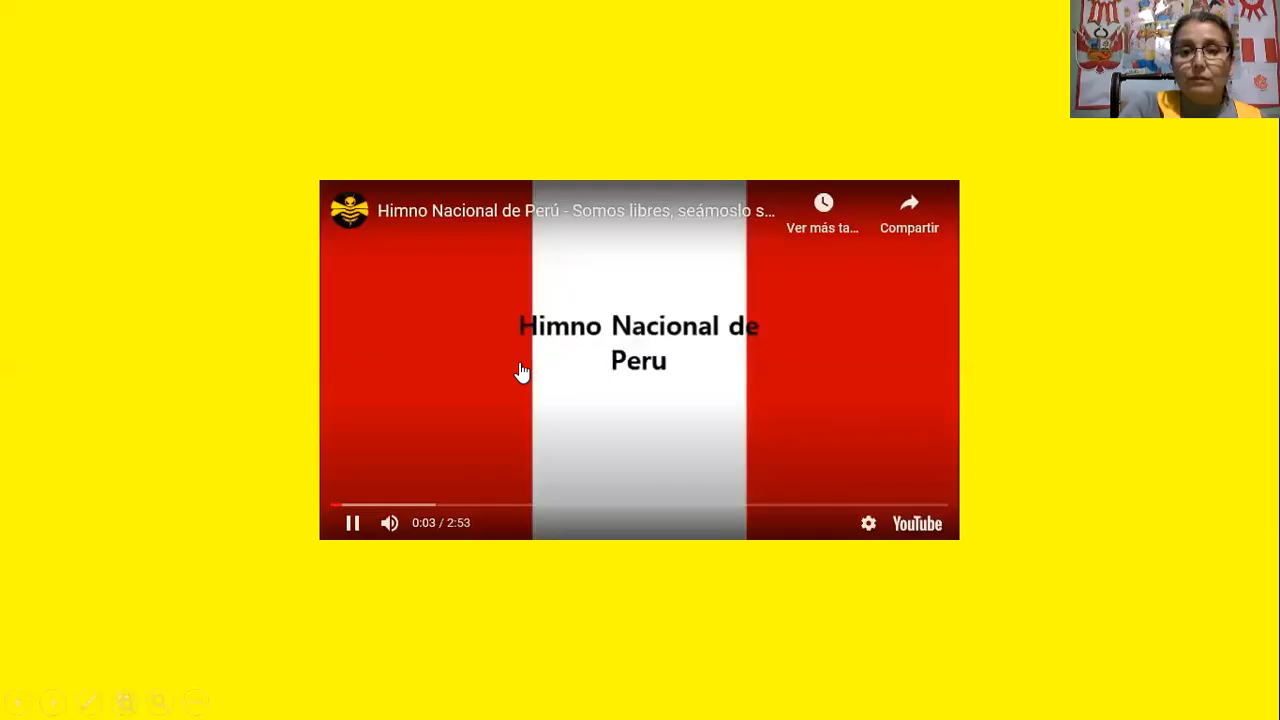 Himno Nacional de Perú - Somos libres, seámoslo s...
Ver más ta...
Compartir
Himno Nacional de
Peru
0:03 / 2:53
YouTube